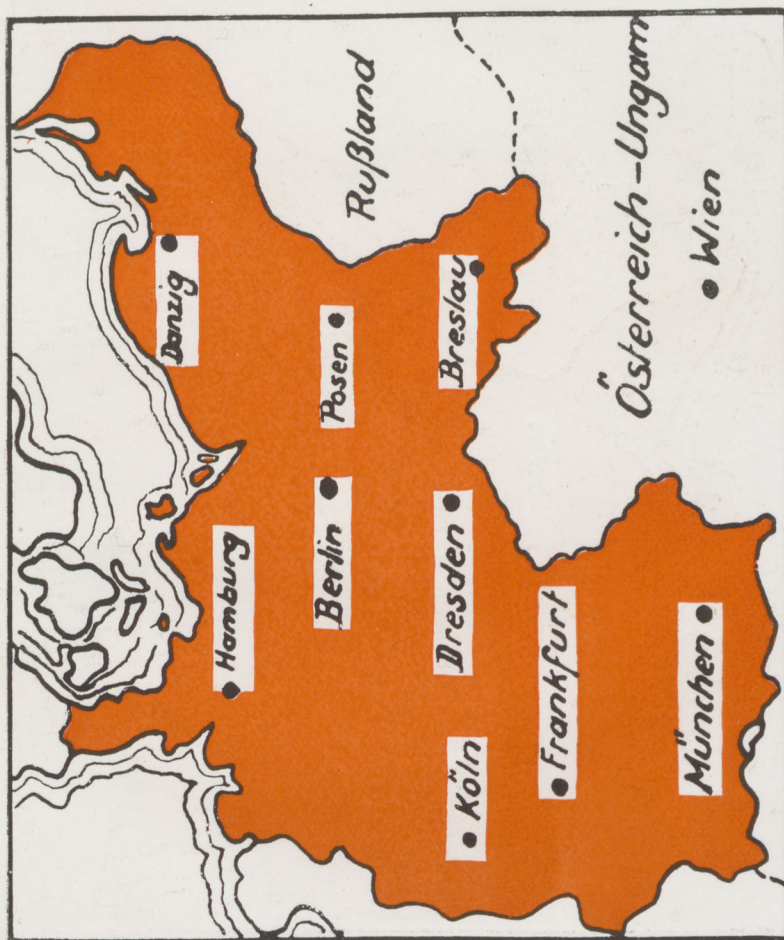 Rußland
Danzig
Posen
Breslau
Österreich-Ungarn
Wien
Hamburg
Berlin
Dresden
Köln
Frankfurt
München